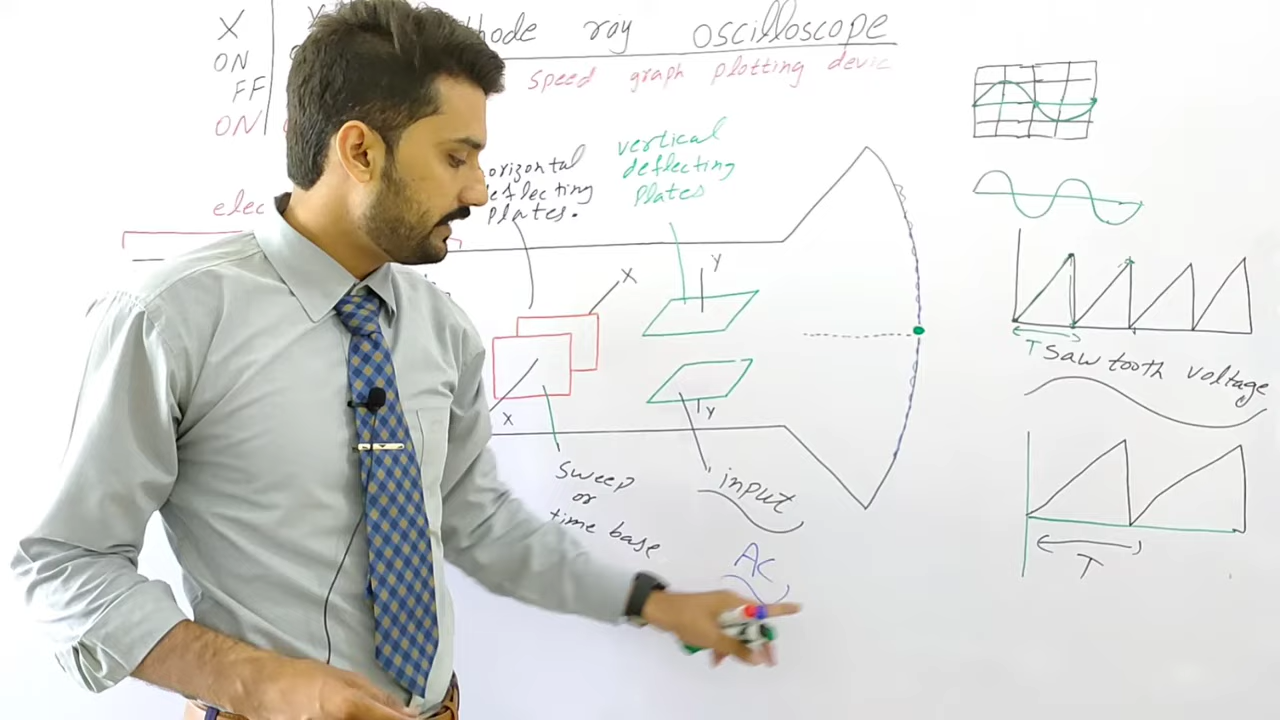 X
ON
FF
ON
ray oscilloscope
speed graph plotting devic
elec
orizontal
eflecting
plates.
vertical
deflecting
plates
X
Y
X
Y
sweep
or
time base
input
AC
T
Saw tooth voltage
T